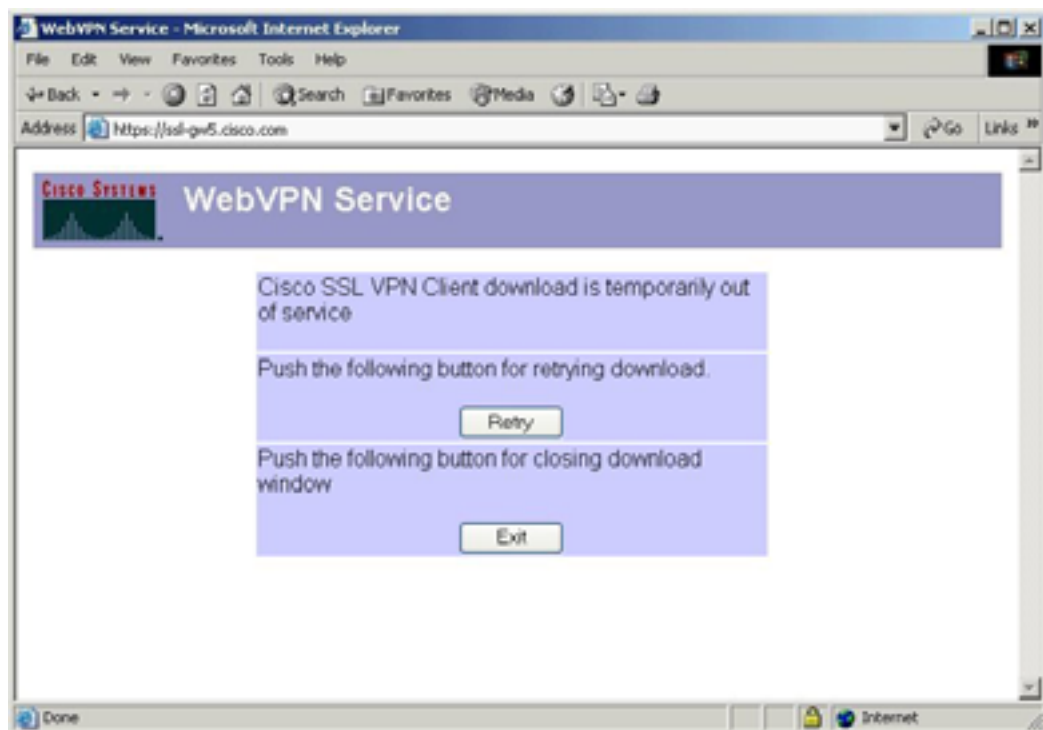 WebVPN Service - Microsoft Internet Explorer
File Edit View Favorites Tools Help
Back Search Favorites Media
Address https://ssl-gw5.cisco.com Go Links »
CISCO SYSTEMS
WebVPN Service
Cisco SSL VPN Client download is temporarily out
of service
Push the following button for retrying download.
Retry
Push the following button for closing download
window
Exit
Done Internet